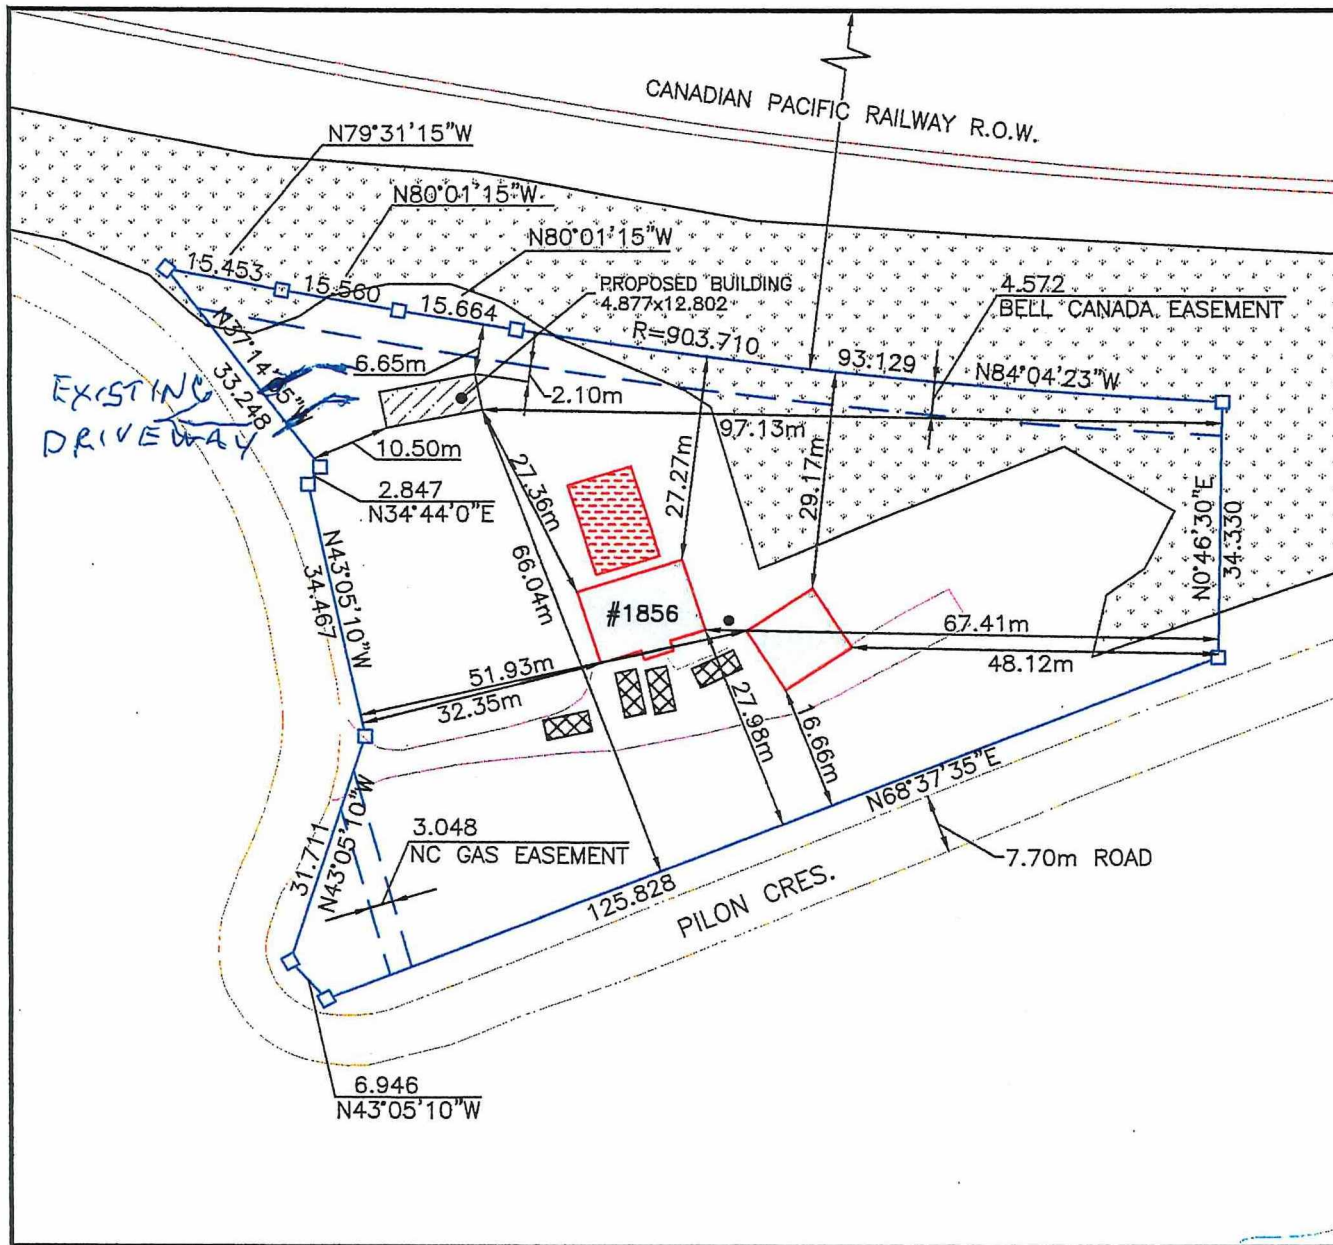 CANADIAN PACIFIC RAILWAY R.O.W.
N79°31'15"W
N80°01'15"W
N80°01'15"W
15.453
15.560
15.664
PROPOSED BUILDING
4.877x12.802
4.572
BELL CANADA EASEMENT
R=903.710
93.129
N84°04'23"W
6.65m
2.10m
97.13m
EXISTING
DRIVEWAY
33.248
10.50m
2.847
N34°44'0"E
27.36m
27.27m
29.17m
N0°46'30"E
34.330
N43°05'10"W
34.467
66.04m
#1856
67.41m
48.12m
51.93m
32.35m
27.98m
16.66m
N68°37'35"E
31.711
N43°05'10"W
3.048
NC GAS EASEMENT
7.70m ROAD
125.828
PILON CRES.
6.946
N43°05'10"W